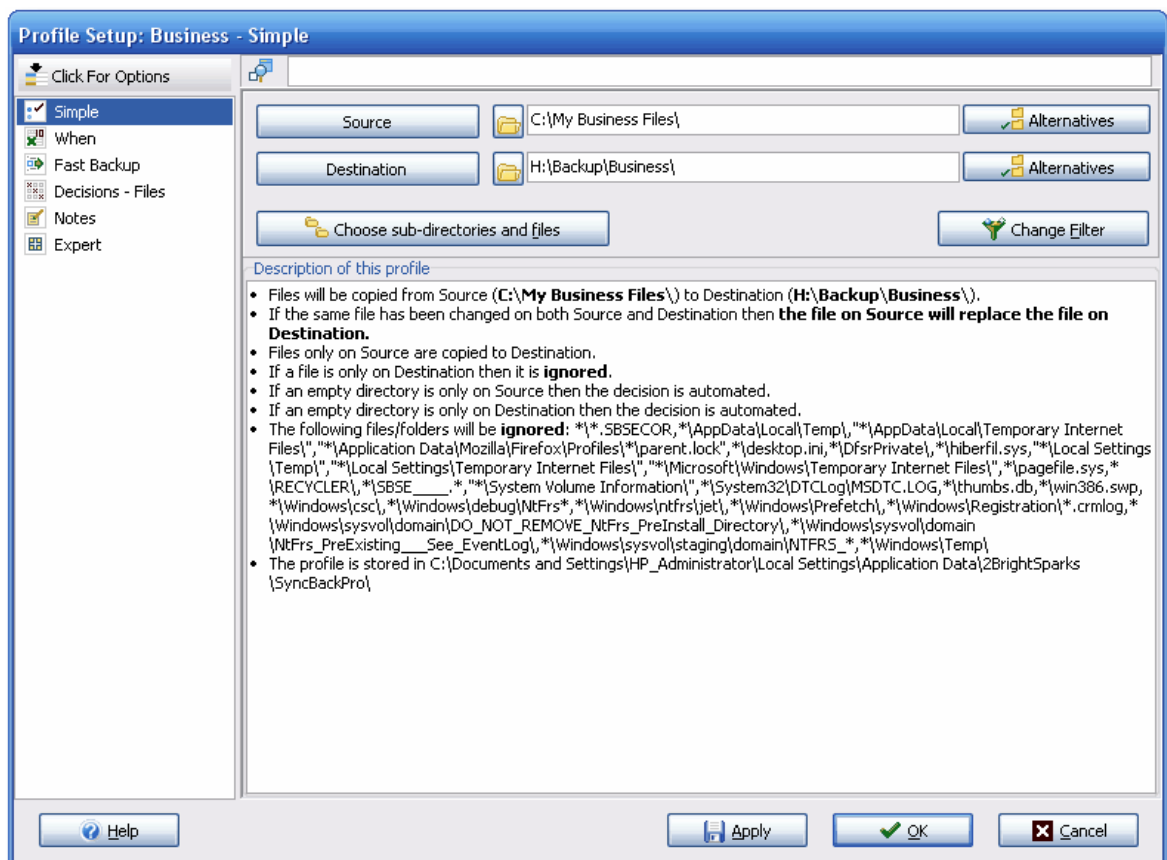 Profile Setup: Business - Simple
Click For Options
Simple
When
Fast Backup
Decisions - Files
Notes
Expert
Source
C:\My Business Files\
Alternatives
Destination
H:\Backup\Business\
Alternatives
Choose sub-directories and files
Change Filter
Description of this profile
• Files will be copied from Source (C:\My Business Files\) to Destination (H:\Backup\Business\).
• If the same file has been changed on both Source and Destination then the file on Source will replace the file on
Destination.
• Files only on Source are copied to Destination.
• If a file is only on Destination then it is ignored.
• If an empty directory is only on Source then the decision is automated.
• If an empty directory is only on Destination then the decision is automated.
• The following files/folders will be ignored: *\*.SBSECOR,*\AppData\Local\Temp\,"*\AppData\Local\Temporary Internet
Files\","*\Application Data\Mozilla\Firefox\Profiles\*\parent.lock",*\desktop.ini,*\DfsrPrivate\,*\hiberfil.sys,"*\Local Settings
\Temp\","*\Local Settings\Temporary Internet Files\","*\Microsoft\Windows\Temporary Internet Files\",*\pagefile.sys,*
\RECYCLER\,*\SBSE____.*,"*\System Volume Information\",*\System32\DTCLog\MSDTC.LOG,*\thumbs.db,*\win386.swp,
*\Windows\csc\,*\Windows\debug\NtFrs*,*\Windows\ntfrs\jet\,*\Windows\Prefetch\,*\Windows\Registration\*.crmlog,*
\Windows\sysvol\domain\DO_NOT_REMOVE_NtFrs_PreInstall_Directory\,*\Windows\sysvol\domain
\NtFrs_PreExisting___See_EventLog\,*\Windows\sysvol\staging\domain\NTFRS_*,*\Windows\Temp\
• The profile is stored in C:\Documents and Settings\HP_Administrator\Local Settings\Application Data\2BrightSparks
\SyncBackPro\
Help
Apply
OK
Cancel